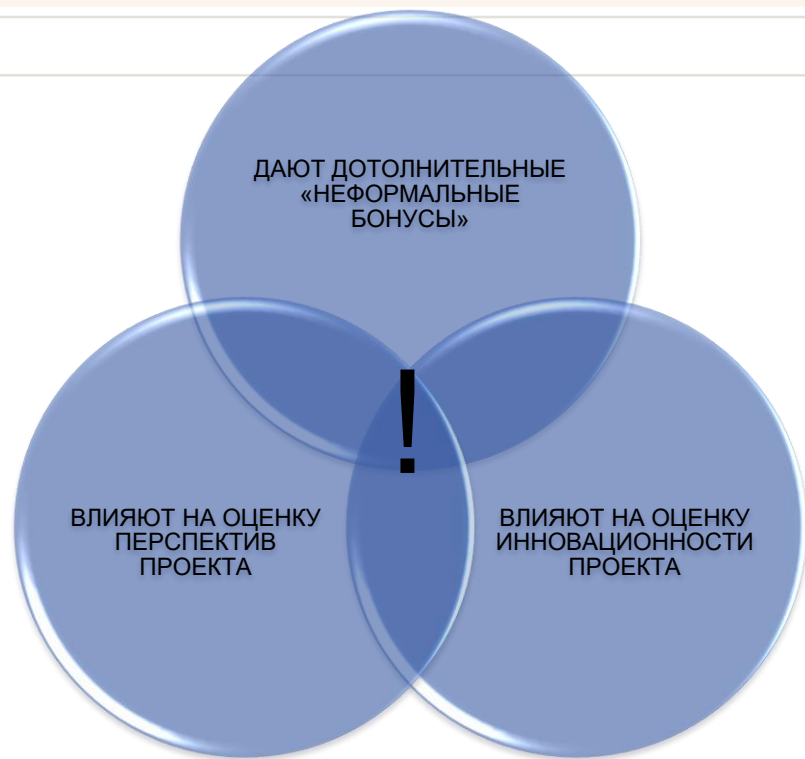 ДАЮТ ДОТОЛНИТЕЛЬНЫЕ
«НЕФОРМАЛЬНЫЕ
БОНУСЫ»
!
ВЛИЯЮТ НА ОЦЕНКУ
ПЕРСПЕКТИВ
ПРОЕКТА
ВЛИЯЮТ НА ОЦЕНКУ
ИННОВАЦИОННОСТИ
ПРОЕКТА